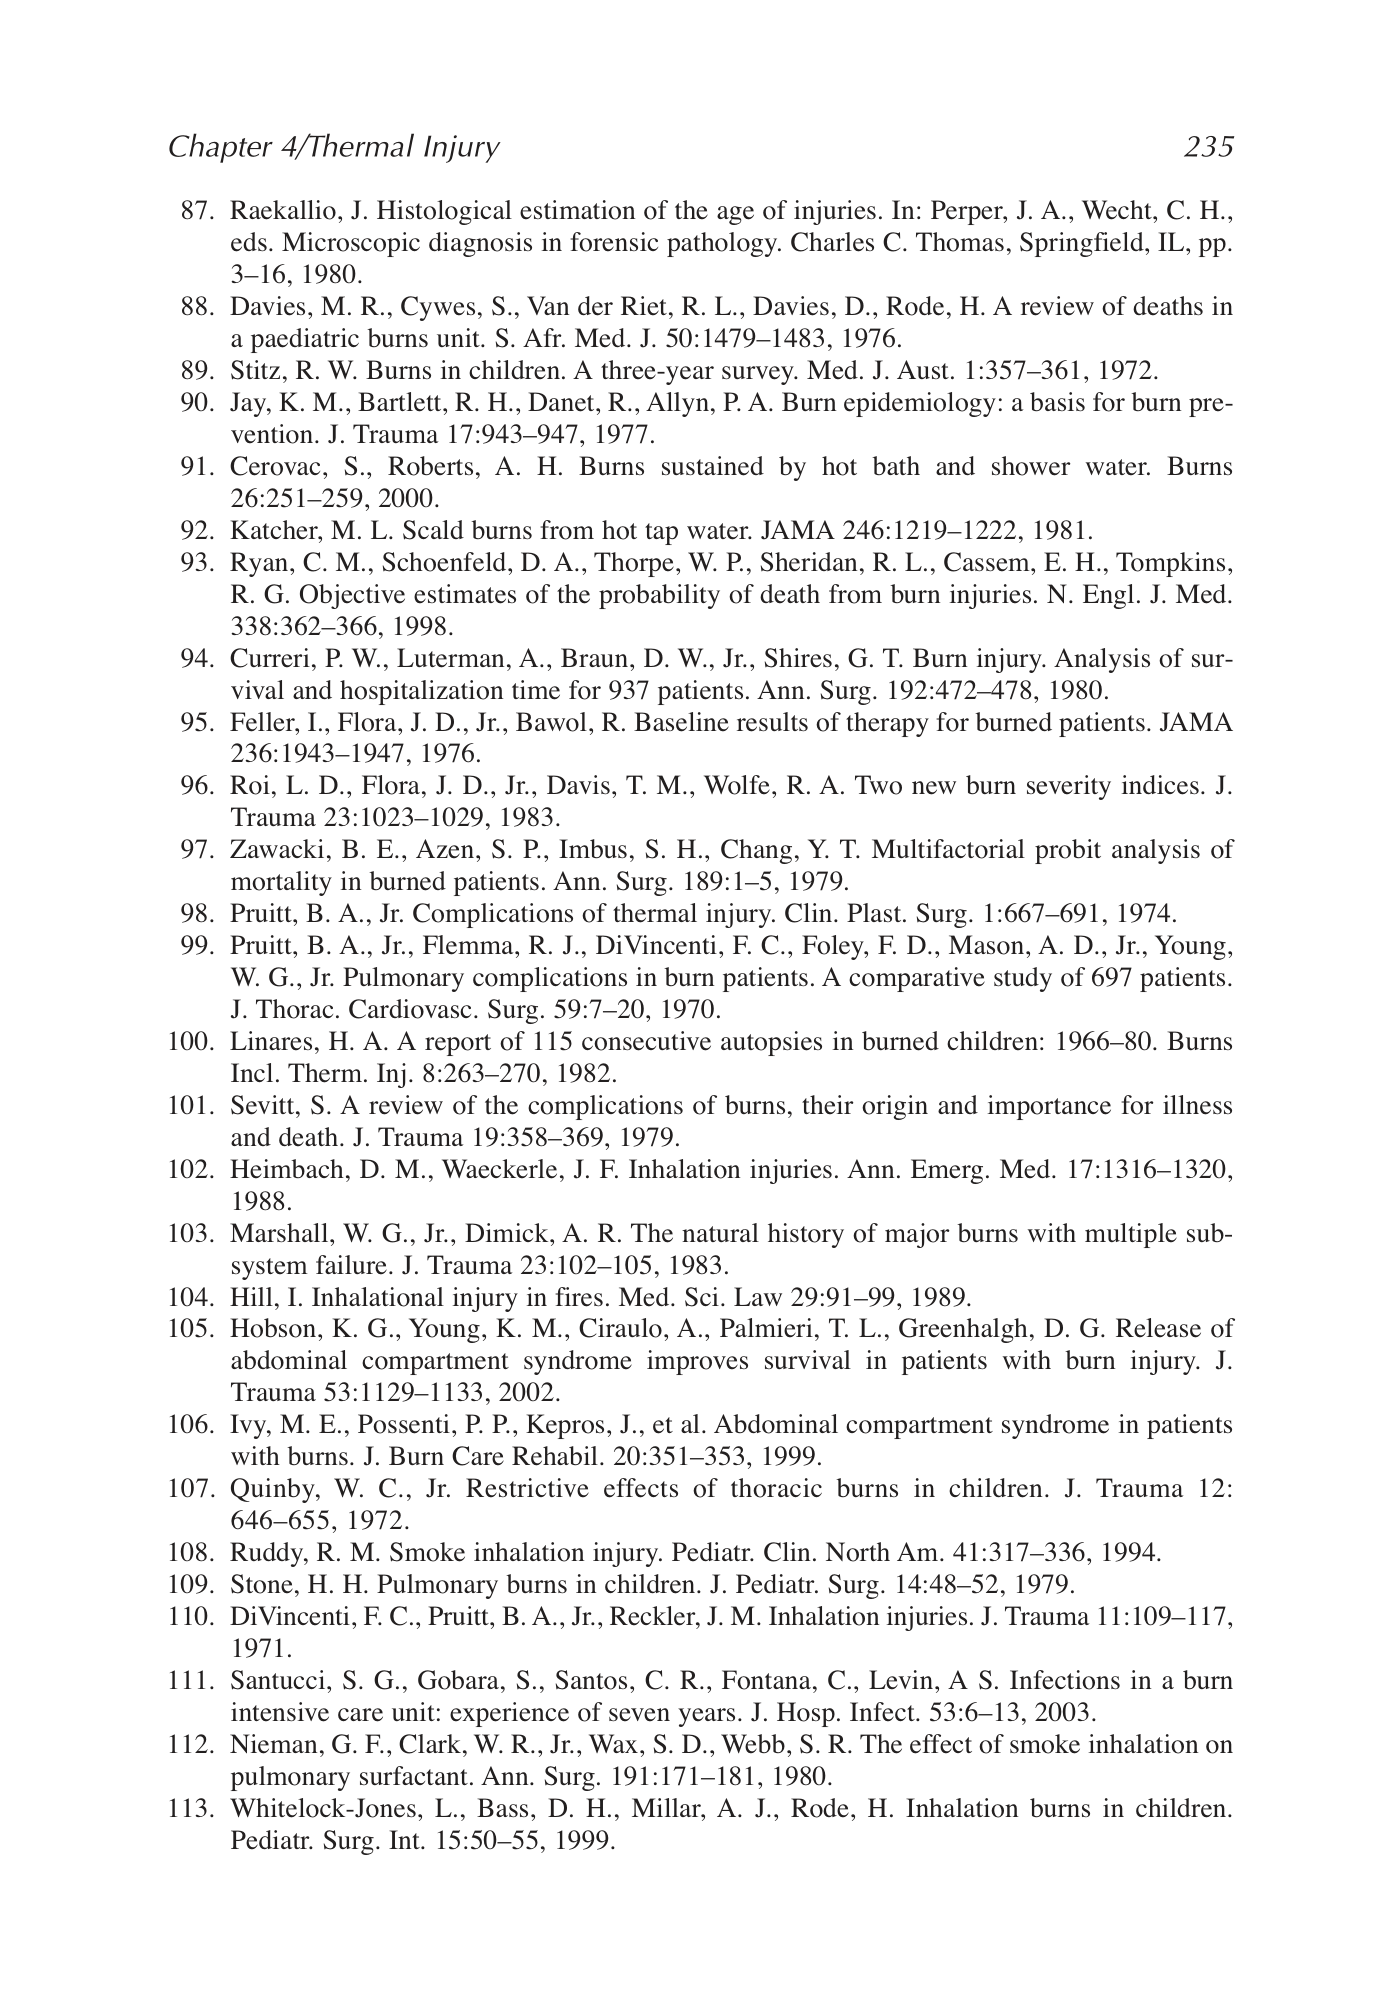 Chapter 4/Thermal Injury 235
87. Raekallio, J. Histological estimation of the age of injuries. In: Perper, J. A., Wecht, C. H.,
eds. Microscopic diagnosis in forensic pathology. Charles C. Thomas, Springfield, IL, pp.
3–16, 1980.
88. Davies, M. R., Cywes, S., Van der Riet, R. L., Davies, D., Rode, H. A review of deaths in
a paediatric burns unit. S. Afr. Med. J. 50:1479–1483, 1976.
89. Stitz, R. W. Burns in children. A three-year survey. Med. J. Aust. 1:357–361, 1972.
90. Jay, K. M., Bartlett, R. H., Danet, R., Allyn, P. A. Burn epidemiology: a basis for burn pre-
vention. J. Trauma 17:943–947, 1977.
91. Cerovac, S., Roberts, A. H. Burns sustained by hot bath and shower water. Burns
26:251–259, 2000.
92. Katcher, M. L. Scald burns from hot tap water. JAMA 246:1219–1222, 1981.
93. Ryan, C. M., Schoenfeld, D. A., Thorpe, W. P., Sheridan, R. L., Cassem, E. H., Tompkins,
R. G. Objective estimates of the probability of death from burn injuries. N. Engl. J. Med.
338:362–366, 1998.
94. Curreri, P. W., Luterman, A., Braun, D. W., Jr., Shires, G. T. Burn injury. Analysis of sur-
vival and hospitalization time for 937 patients. Ann. Surg. 192:472–478, 1980.
95. Feller, I., Flora, J. D., Jr., Bawol, R. Baseline results of therapy for burned patients. JAMA
236:1943–1947, 1976.
96. Roi, L. D., Flora, J. D., Jr., Davis, T. M., Wolfe, R. A. Two new burn severity indices. J.
Trauma 23:1023–1029, 1983.
97. Zawacki, B. E., Azen, S. P., Imbus, S. H., Chang, Y. T. Multifactorial probit analysis of
mortality in burned patients. Ann. Surg. 189:1–5, 1979.
98. Pruitt, B. A., Jr. Complications of thermal injury. Clin. Plast. Surg. 1:667–691, 1974.
99. Pruitt, B. A., Jr., Flemma, R. J., DiVincenti, F. C., Foley, F. D., Mason, A. D., Jr., Young,
W. G., Jr. Pulmonary complications in burn patients. A comparative study of 697 patients.
J. Thorac. Cardiovasc. Surg. 59:7–20, 1970.
100. Linares, H. A. A report of 115 consecutive autopsies in burned children: 1966–80. Burns
Incl. Therm. Inj. 8:263–270, 1982.
101. Sevitt, S. A review of the complications of burns, their origin and importance for illness
and death. J. Trauma 19:358–369, 1979.
102. Heimbach, D. M., Waeckerle, J. F. Inhalation injuries. Ann. Emerg. Med. 17:1316–1320,
1988.
103. Marshall, W. G., Jr., Dimick, A. R. The natural history of major burns with multiple sub-
system failure. J. Trauma 23:102–105, 1983.
104. Hill, I. Inhalational injury in fires. Med. Sci. Law 29:91–99, 1989.
105. Hobson, K. G., Young, K. M., Ciraulo, A., Palmieri, T. L., Greenhalgh, D. G. Release of
abdominal compartment syndrome improves survival in patients with burn injury. J.
Trauma 53:1129–1133, 2002.
106. Ivy, M. E., Possenti, P. P., Kepros, J., et al. Abdominal compartment syndrome in patients
with burns. J. Burn Care Rehabil. 20:351–353, 1999.
107. Quinby, W. C., Jr. Restrictive effects of thoracic burns in children. J. Trauma 12:
646–655, 1972.
108. Ruddy, R. M. Smoke inhalation injury. Pediatr. Clin. North Am. 41:317–336, 1994.
109. Stone, H. H. Pulmonary burns in children. J. Pediatr. Surg. 14:48–52, 1979.
110. DiVincenti, F. C., Pruitt, B. A., Jr., Reckler, J. M. Inhalation injuries. J. Trauma 11:109–117,
1971.
111. Santucci, S. G., Gobara, S., Santos, C. R., Fontana, C., Levin, A S. Infections in a burn
intensive care unit: experience of seven years. J. Hosp. Infect. 53:6–13, 2003.
112. Nieman, G. F., Clark, W. R., Jr., Wax, S. D., Webb, S. R. The effect of smoke inhalation on
pulmonary surfactant. Ann. Surg. 191:171–181, 1980.
113. Whitelock-Jones, L., Bass, D. H., Millar, A. J., Rode, H. Inhalation burns in children.
Pediatr. Surg. Int. 15:50–55, 1999.